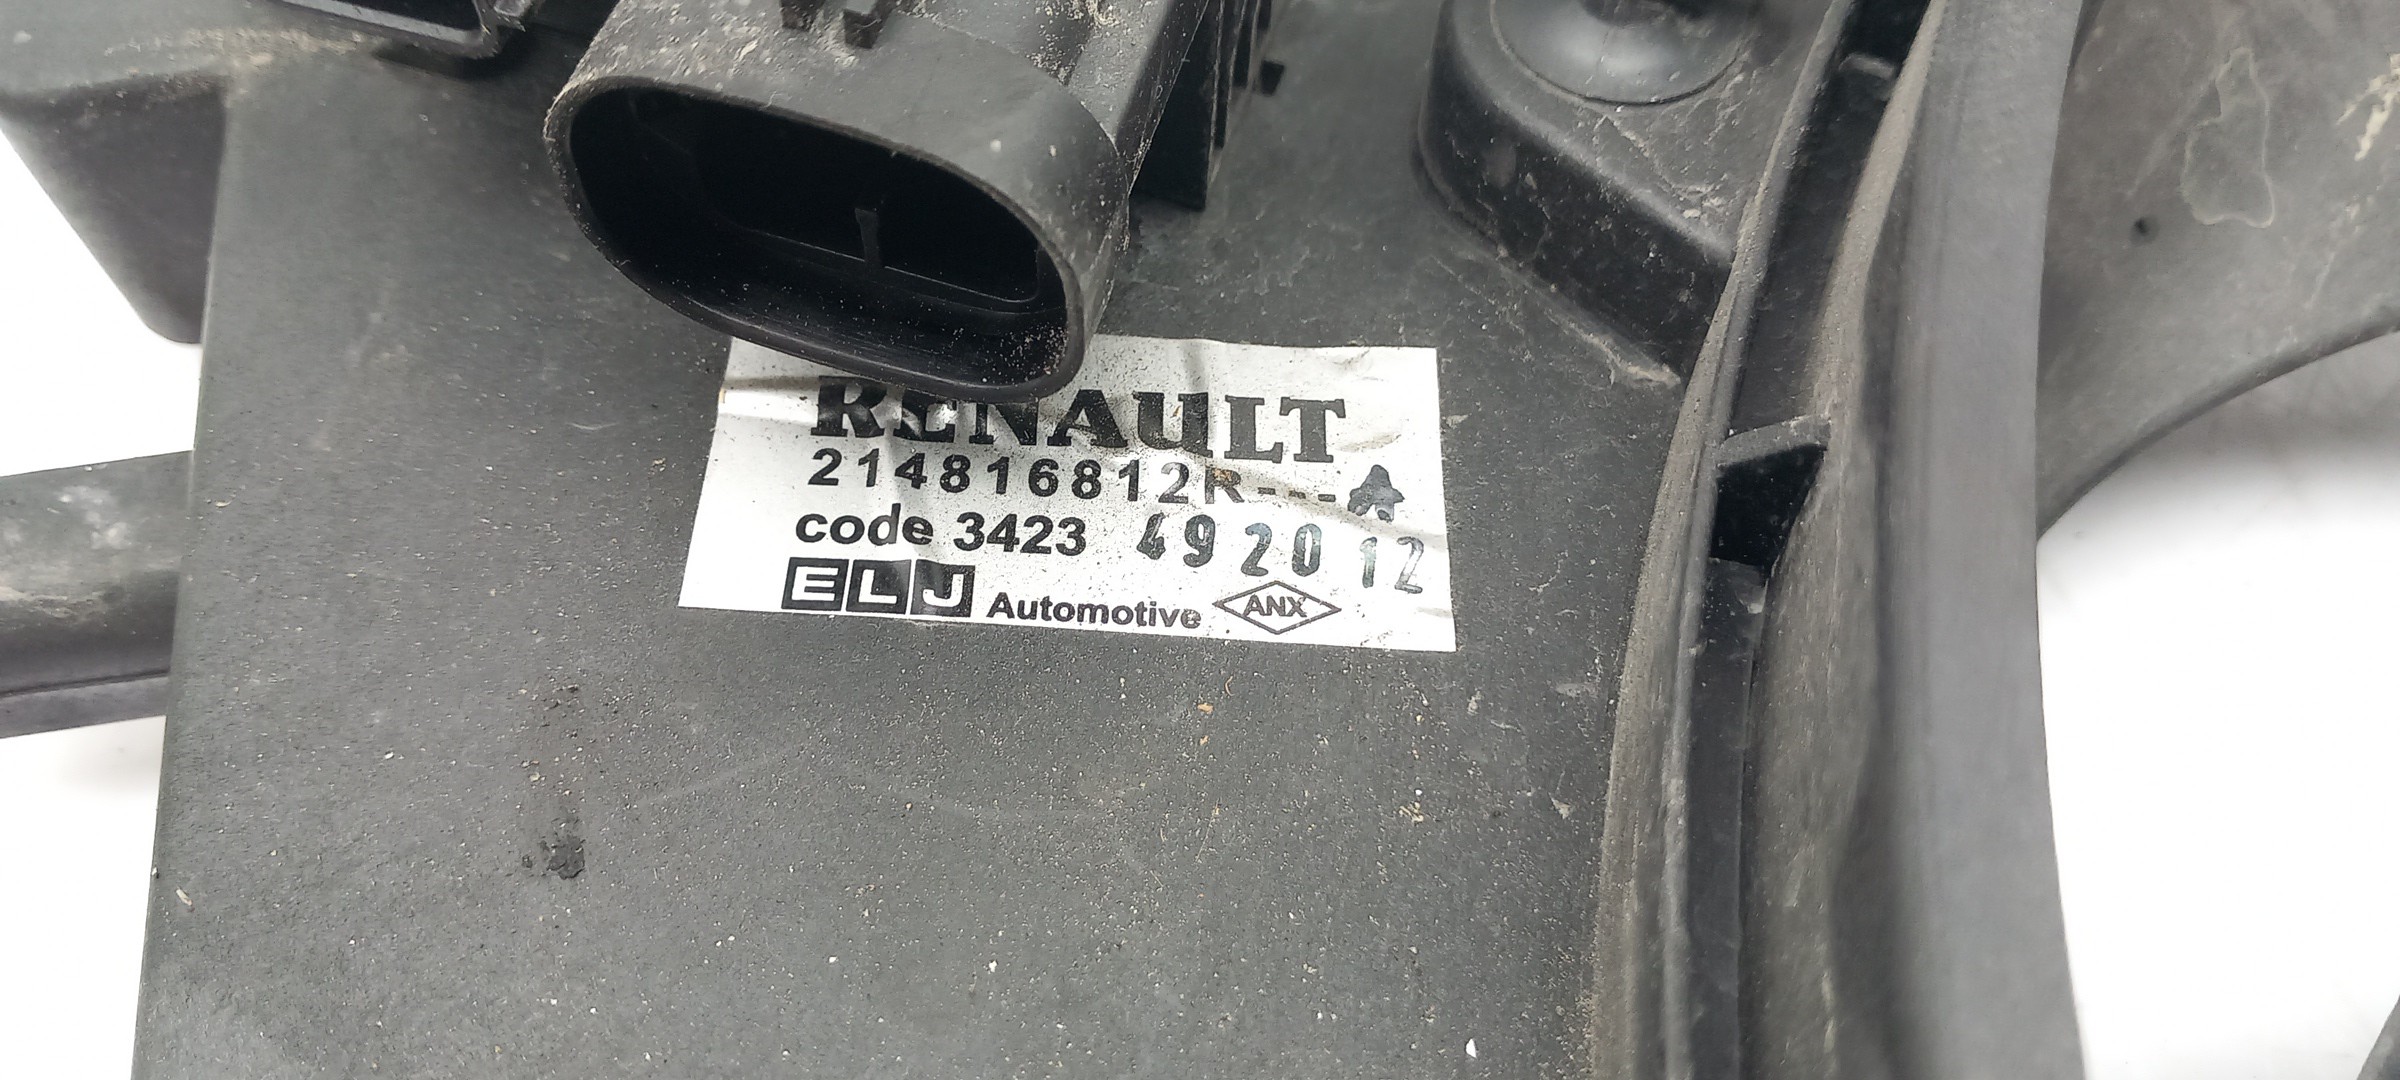 RENAULT
214816812R---A
code 3423 492012
ELJ Automotive ANX